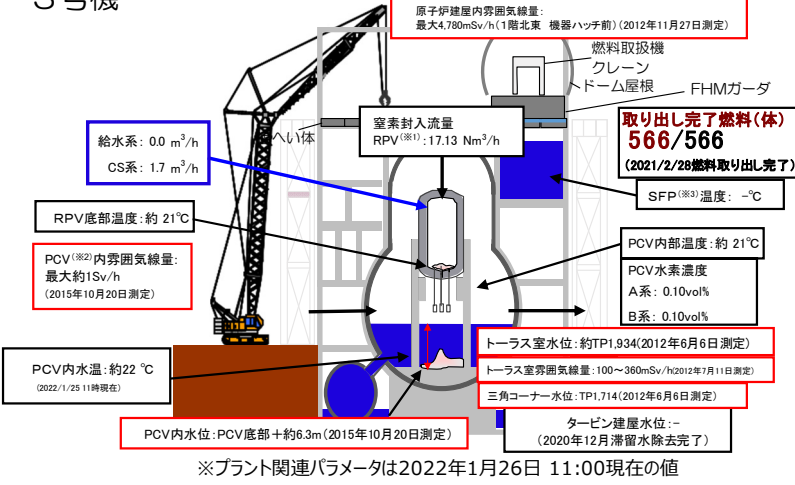 3号機
原子炉建屋内雰囲気線量:
最大4,780mSv/h(1階北東 機器ハッチ前)(2012年11月27日測定)
燃料取扱機
クレーン
ドーム屋根
FHMガーダ
へい体
窒素封入流量
RPV(※1):17.13 Nm³/h
給水系: 0.0 m³/h
CS系: 1.7 m³/h
取り出し完了燃料(体)
566/566
(2021/2/28燃料取り出し完了)
SFP(※3)温度: -℃
RPV底部温度:約 21℃
PCV(※2)内雰囲気線量:
最大約1Sv/h
(2015年10月20日測定)
PCV内部温度:約 21℃
PCV水素濃度
A系: 0.10vol%
B系: 0.10vol%
トーラス室水位:約TP1,934(2012年6月6日測定)
トーラス室雰囲気線量:100~360mSv/h(2012年7月11日測定)
三角コーナー水位:TP1,714(2012年6月6日測定)
PCV内水温:約22 ℃
(2022/1/25 11時現在)
PCV内水位:PCV底部+約6.3m(2015年10月20日測定)
タービン建屋水位:-
(2020年12月滞留水除去完了)
※プラント関連パラメータは2022年1月26日 11:00現在の値